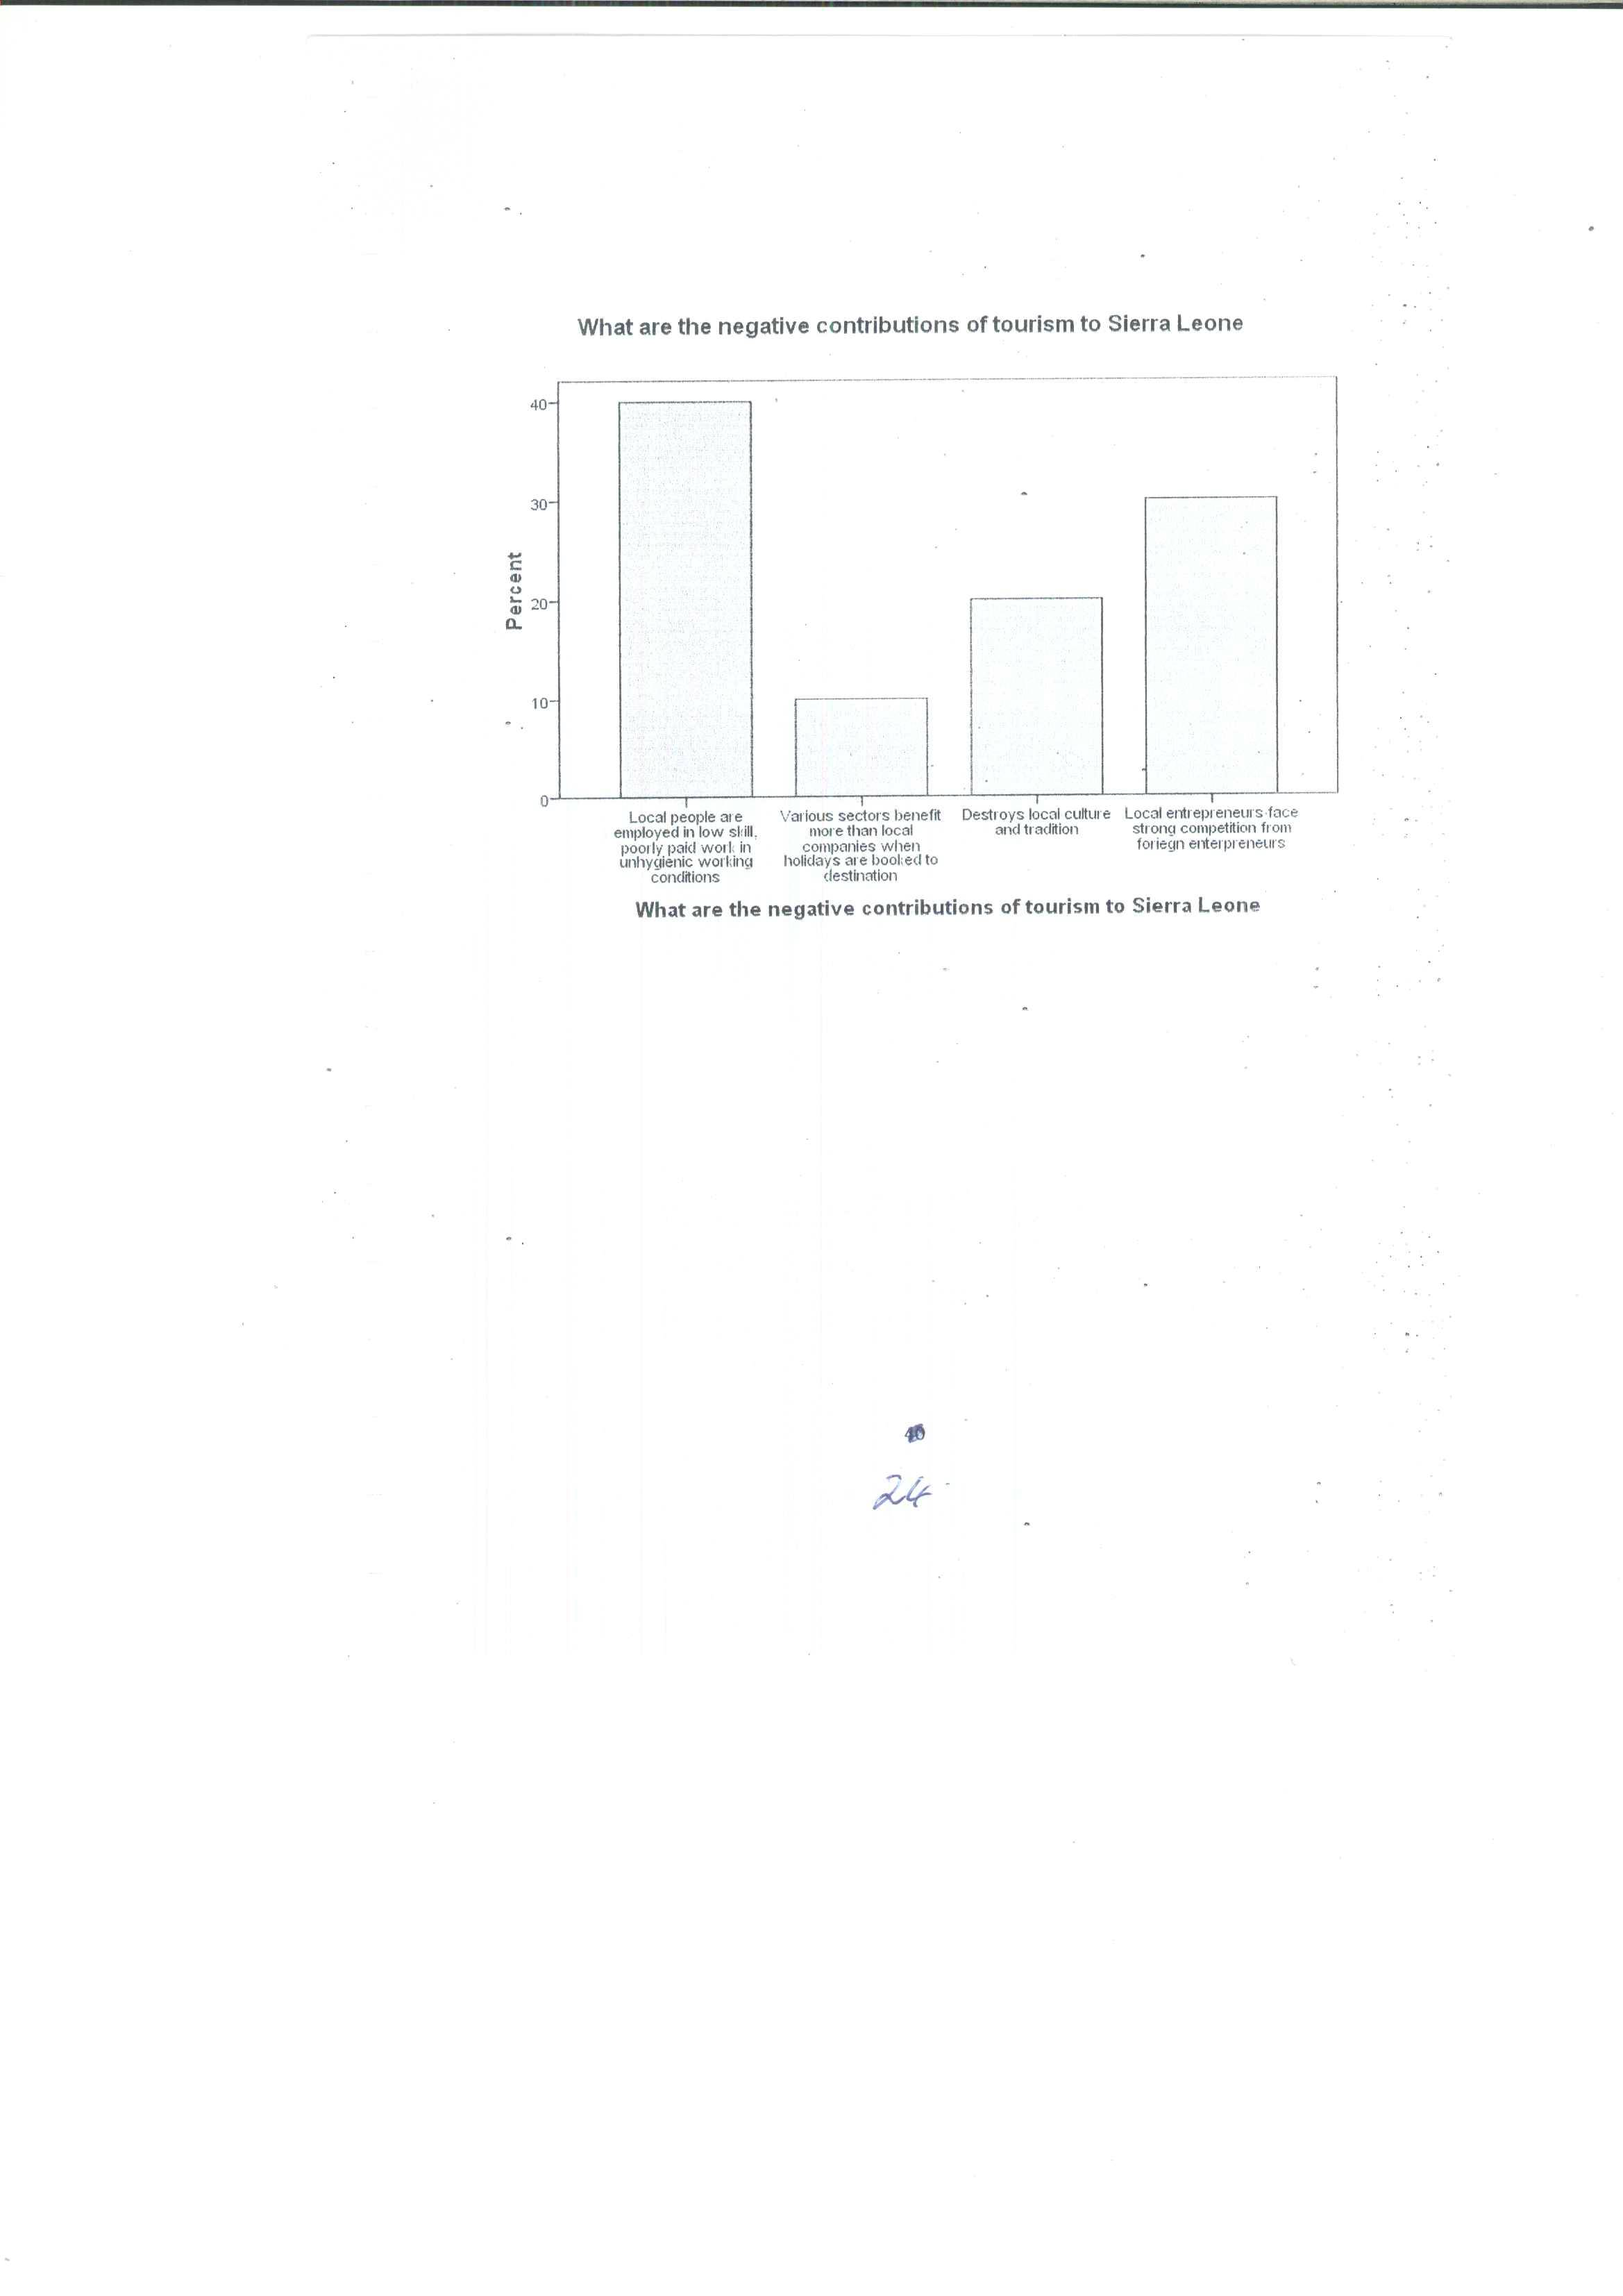 What are the negative contributions of tourism to Sierra Leone
40
30
20
10
0
Percent
Local people are
employed in low skill,
poorly paid work in
unhygienic working
conditions
Various sectors benefit
more than local
companies when
holidays are booked to
destination
Destroys local culture
and tradition
Local entrepreneurs face
strong competition from
foriegn enterpreneurs
What are the negative contributions of tourism to Sierra Leone
24